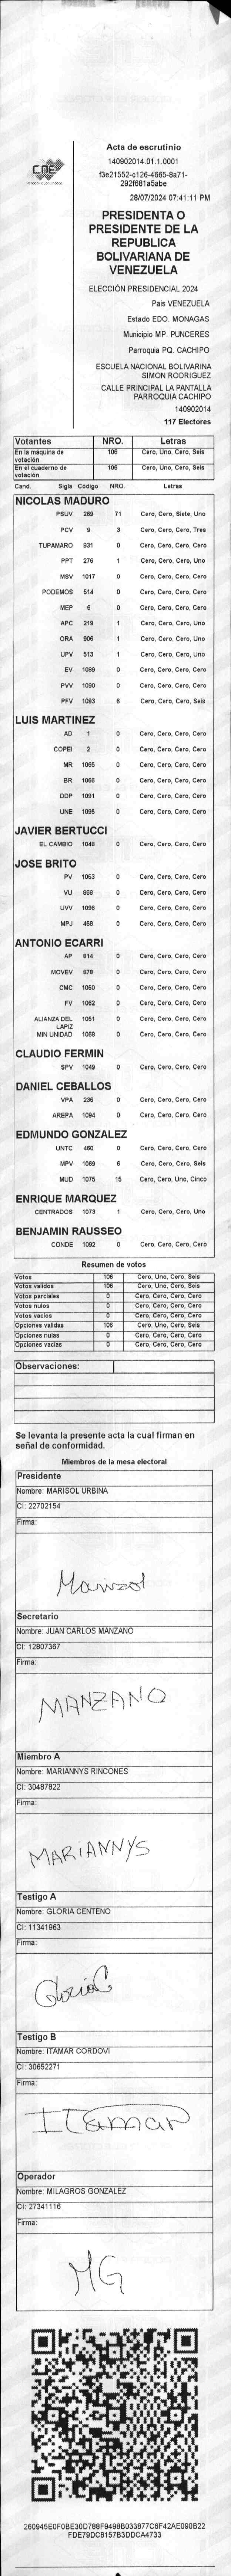 CNE
Acta de escrutinio
140902014.01.1.0001
f3e21552-c126-4665-8a71-
292f681a5abe
28/07/2024 07:41:11 PM
PRESIDENTA O
PRESIDENTE DE LA
REPUBLICA
BOLIVARIANA DE
VENEZUELA
ELECCIÓN PRESIDENCIAL 2024
Pais VENEZUELA
Estado EDO. MONAGAS
Municipio MP. PUNCERES
Parroquia PQ. CACHIPO
ESCUELA NACIONAL BOLIVARINA
SIMON RODRIGUEZ
CALLE PRINCIPAL LA PANTALLA
PARROQUIA CACHIPO
140902014
117 Electores
Votantes NRO. Letras
En la máquina de votación 106 Cero, Uno, Cero, Seis
En el cuaderno de votación 106 Cero, Uno, Cero, Seis
Cand. Sigla Código NRO. Letras
NICOLAS MADURO
PSUV 269 71 Cero, Cero, Siete, Uno
PCV 9 3 Cero, Cero, Cero, Tres
TUPAMARO 931 0 Cero, Cero, Cero, Cero
PPT 276 1 Cero, Cero, Cero, Uno
MSV 1017 0 Cero, Cero, Cero, Cero
PODEMOS 514 0 Cero, Cero, Cero, Cero
MEP 6 0 Cero, Cero, Cero, Cero
APC 219 1 Cero, Cero, Cero, Uno
ORA 906 1 Cero, Cero, Cero, Uno
UPV 513 1 Cero, Cero, Cero, Uno
EV 1089 0 Cero, Cero, Cero, Cero
PVV 1090 0 Cero, Cero, Cero, Cero
PFV 1093 6 Cero, Cero, Cero, Seis
LUIS MARTINEZ
AD 1 0 Cero, Cero, Cero, Cero
COPEI 2 0 Cero, Cero, Cero, Cero
MR 1065 0 Cero, Cero, Cero, Cero
BR 1066 0 Cero, Cero, Cero, Cero
DDP 1091 0 Cero, Cero, Cero, Cero
UNE 1095 0 Cero, Cero, Cero, Cero
JAVIER BERTUCCI
EL CAMBIO 1048 0 Cero, Cero, Cero, Cero
JOSE BRITO
PV 1053 0 Cero, Cero, Cero, Cero
VU 868 0 Cero, Cero, Cero, Cero
UVV 1096 0 Cero, Cero, Cero, Cero
MPJ 458 0 Cero, Cero, Cero, Cero
ANTONIO ECARRI
AP 914 0 Cero, Cero, Cero, Cero
MOVEV 976 0 Cero, Cero, Cero, Cero
CMC 1050 0 Cero, Cero, Cero, Cero
FV 1062 0 Cero, Cero, Cero, Cero
ALIANZA DEL LAPIZ 1051 0 Cero, Cero, Cero, Cero
MIN UNIDAD 1068 0 Cero, Cero, Cero, Cero
CLAUDIO FERMIN
SPV 1049 0 Cero, Cero, Cero, Cero
DANIEL CEBALLOS
VPA 236 0 Cero, Cero, Cero, Cero
AREPA 1094 0 Cero, Cero, Cero, Cero
EDMUNDO GONZALEZ
UNTC 460 0 Cero, Cero, Cero, Cero
MPV 1069 6 Cero, Cero, Cero, Seis
MUD 1075 15 Cero, Cero, Uno, Cinco
ENRIQUE MARQUEZ
CENTRADOS 1073 1 Cero, Cero, Cero, Uno
BENJAMIN RAUSSEO
CONDE 1092 0 Cero, Cero, Cero, Cero
Resumen de votos
Votos 106 Cero, Uno, Cero, Seis
Votos validos 106 Cero, Uno, Cero, Seis
Votos parciales 0 Cero, Cero, Cero, Cero
Votos nulos 0 Cero, Cero, Cero, Cero
Votos vacios 0 Cero, Cero, Cero, Cero
Opciones validas 106 Cero, Uno, Cero, Seis
Opciones nulas 0 Cero, Cero, Cero, Cero
Opciones vacias 0 Cero, Cero, Cero, Cero
Observaciones:
Se levanta la presente acta la cual firman en
señal de conformidad.
Miembros de la mesa electoral
Presidente
Nombre: MARISOL URBINA
CI: 22702154
Firma:
Marisol
Secretario
Nombre: JUAN CARLOS MANZANO
CI: 12807367
Firma:
MANZANO
Miembro A
Nombre: MARIANNYS RINCONES
CI: 30487822
Firma:
MARIANNYS
Testigo A
Nombre: GLORIA CENTENO
CI: 11341963
Firma:
Gloria C
Testigo B
Nombre: ITAMAR CORDOVI
CI: 30652271
Firma:
ITamar
Operador
Nombre: MILAGROS GONZALEZ
CI: 27341116
Firma:
MG
260945E0F0BE30D788F9498B033877C6F42AE090B22
FDE79DC8157B3DDCA4733